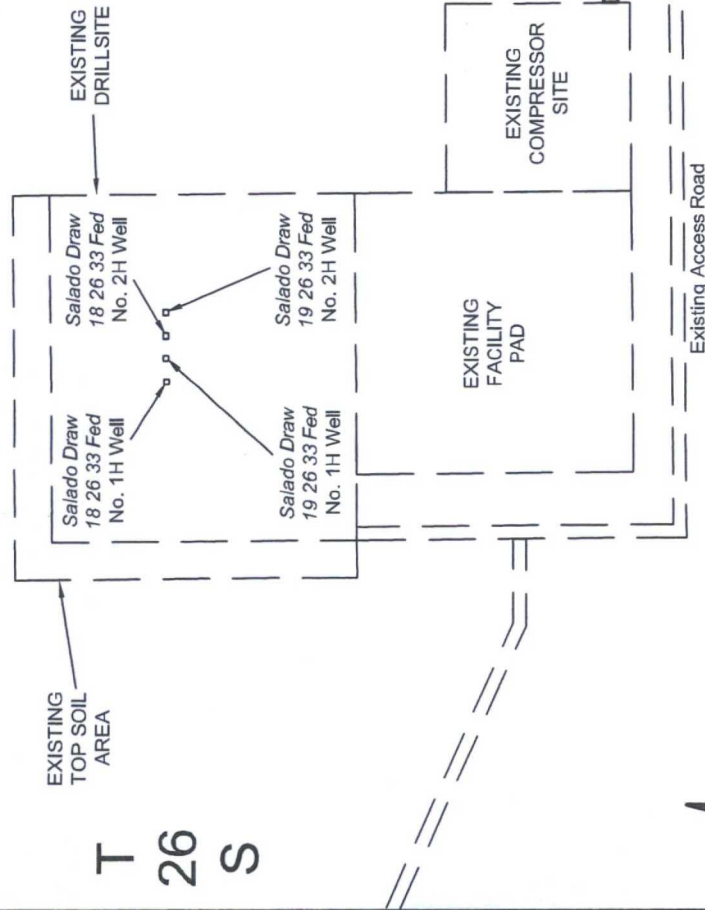 EXISTING
DRILLSITE
Salado Draw
18 26 33 Fed
No. 1H Well
Salado Draw
18 26 33 Fed
No. 2H Well
Salado Draw
19 26 33 Fed
No. 1H Well
Salado Draw
19 26 33 Fed
No. 2H Well
EXISTING
COMPRESSOR
SITE
EXISTING
FACILITY
PAD
EXISTING
TOP SOIL
AREA
Existing Access Road
T
26
S